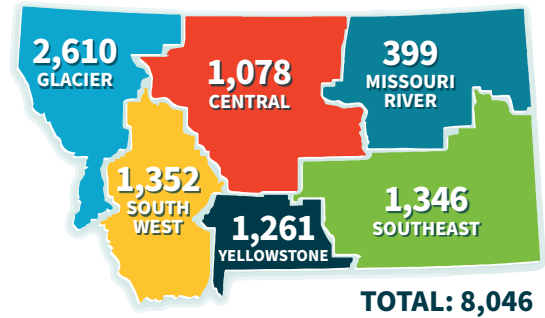 2,610
GLACIER
1,078
CENTRAL
399
MISSOURI
RIVER
1,352
SOUTH
WEST
1,261
YELLOWSTONE
1,346
SOUTHEAST
TOTAL: 8,046